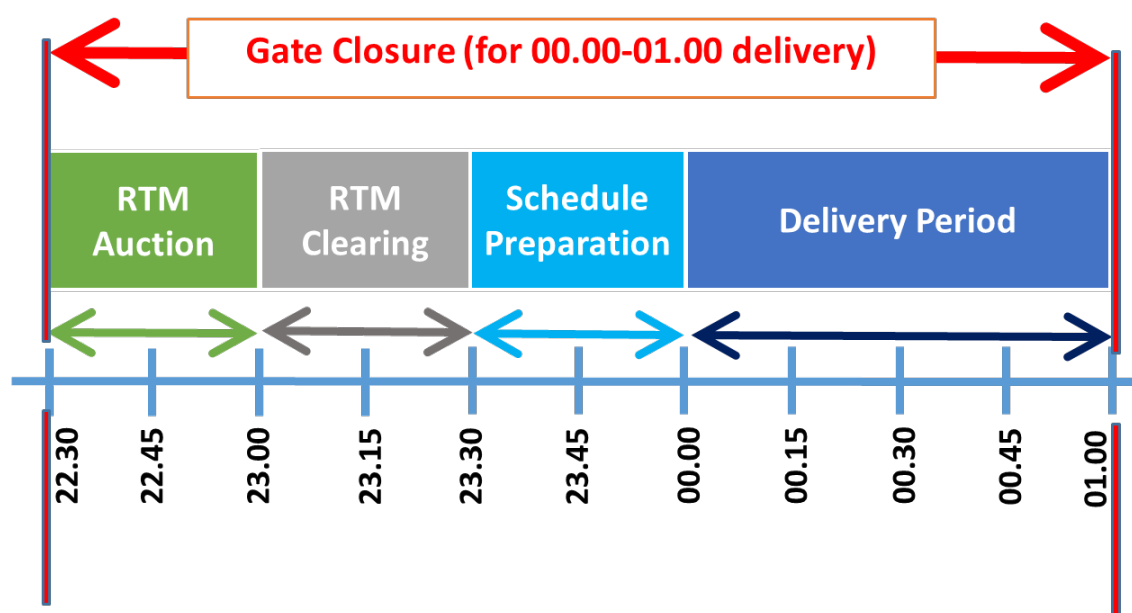 Gate Closure (for 00.00-01.00 delivery)
RTM
Auction
RTM
Clearing
Schedule
Preparation
Delivery Period
22.30
22.45
23.00
23.15
23.30
23.45
00.00
00.15
00.30
00.45
01.00